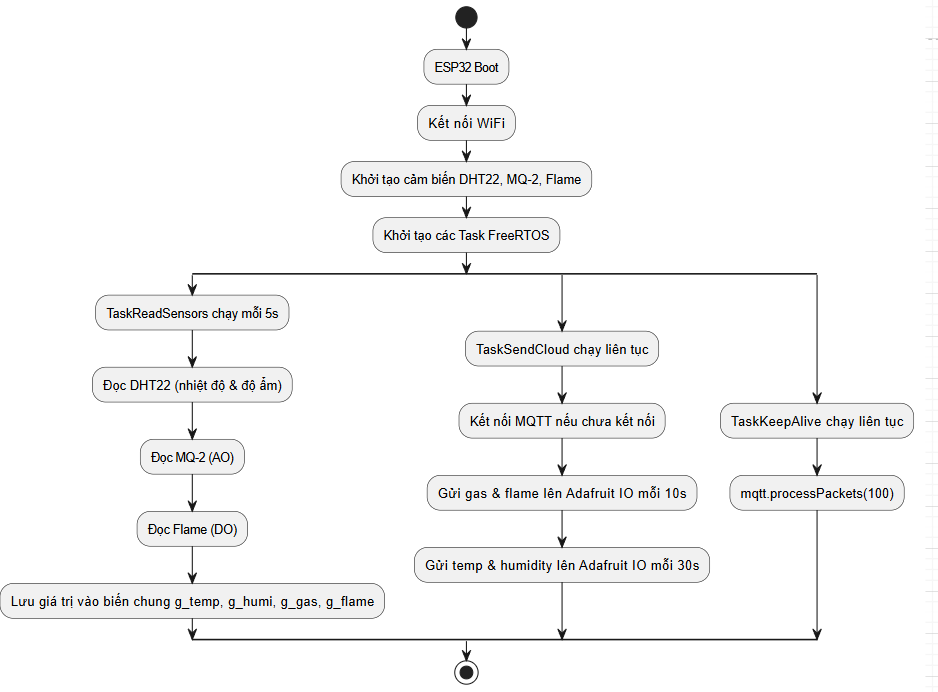 ESP32 Boot
Kết nối WiFi
Khởi tạo cảm biến DHT22, MQ-2, Flame
Khởi tạo các Task FreeRTOS
TaskReadSensors chạy mỗi 5s
Đọc DHT22 (nhiệt độ & độ ẩm)
Đọc MQ-2 (AO)
Đọc Flame (DO)
Lưu giá trị vào biến chung g_temp, g_humi, g_gas, g_flame
TaskSendCloud chạy liên tục
Kết nối MQTT nếu chưa kết nối
Gửi gas & flame lên Adafruit IO mỗi 10s
Gửi temp & humidity lên Adafruit IO mỗi 30s
TaskKeepAlive chạy liên tục
mqtt.processPackets(100)